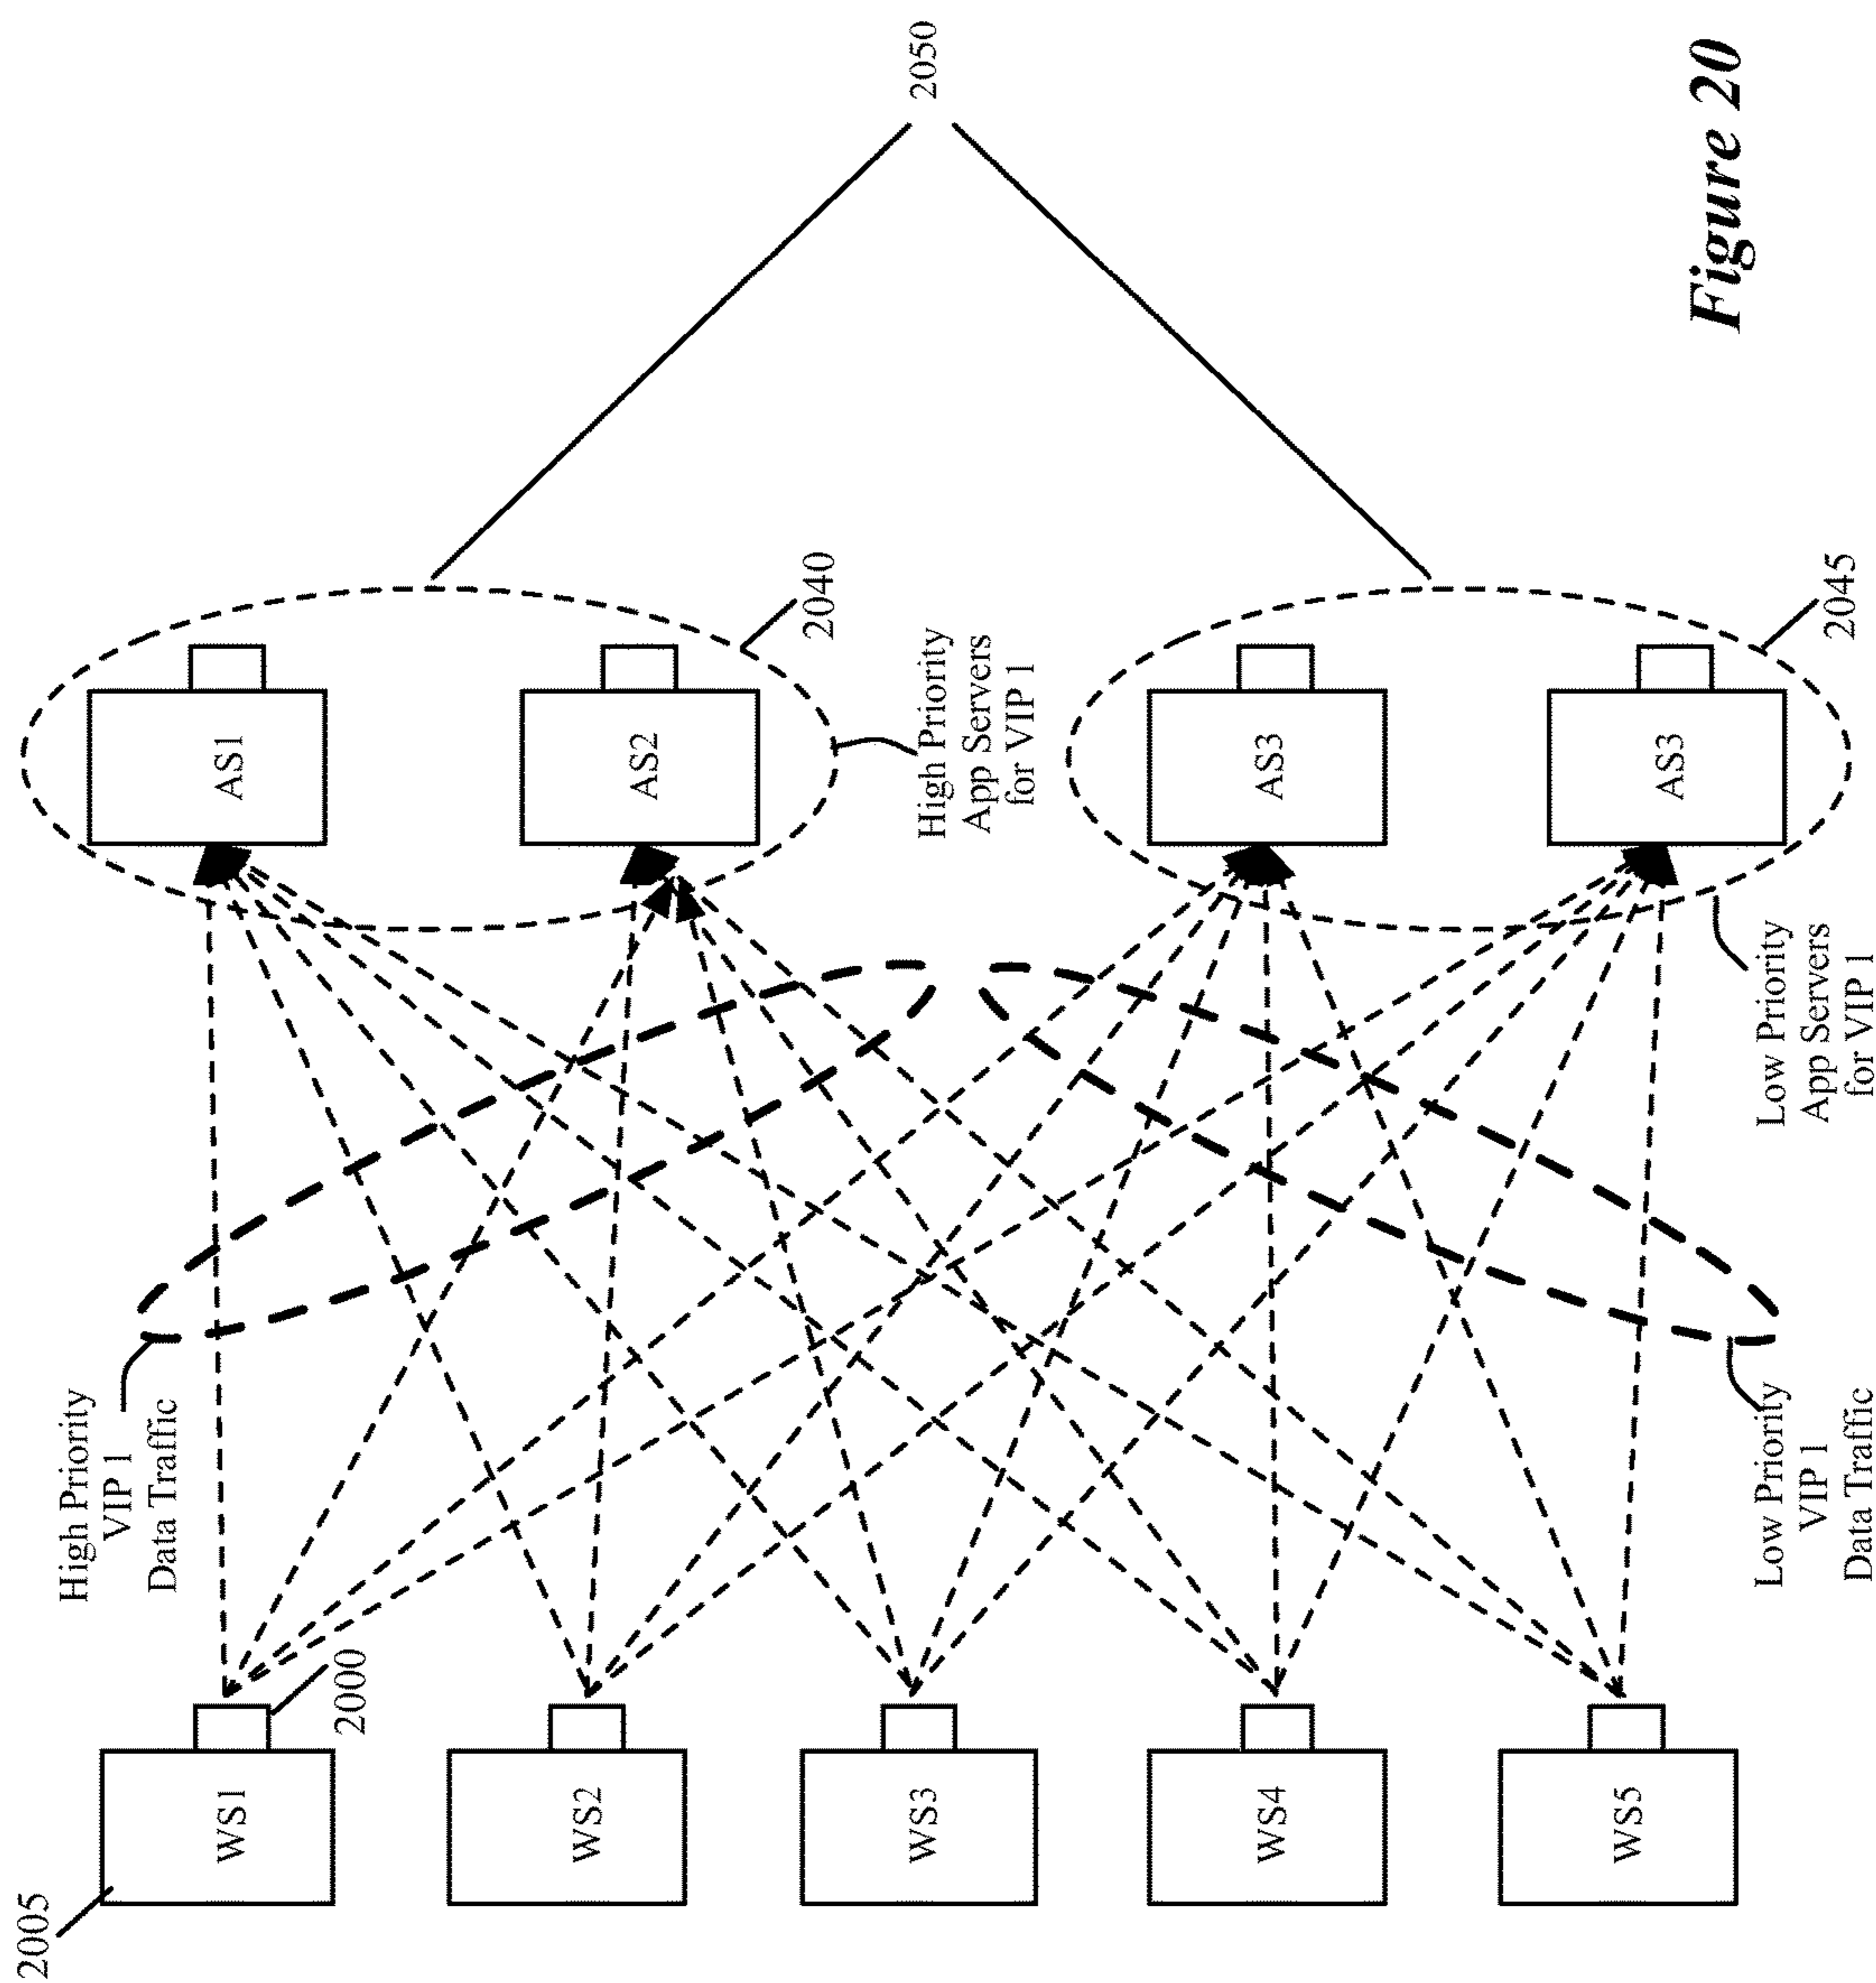 2005
WS1
WS2
WS3
WS4
WS5
2000
High Priority
VIP 1
Data Traffic
Low Priority
VIP 1
Data Traffic
AS1
AS2
AS3
AS3
2040
High Priority
App Servers
for VIP 1
2045
Low Priority
App Servers
for VIP 1
2050
Figure 20